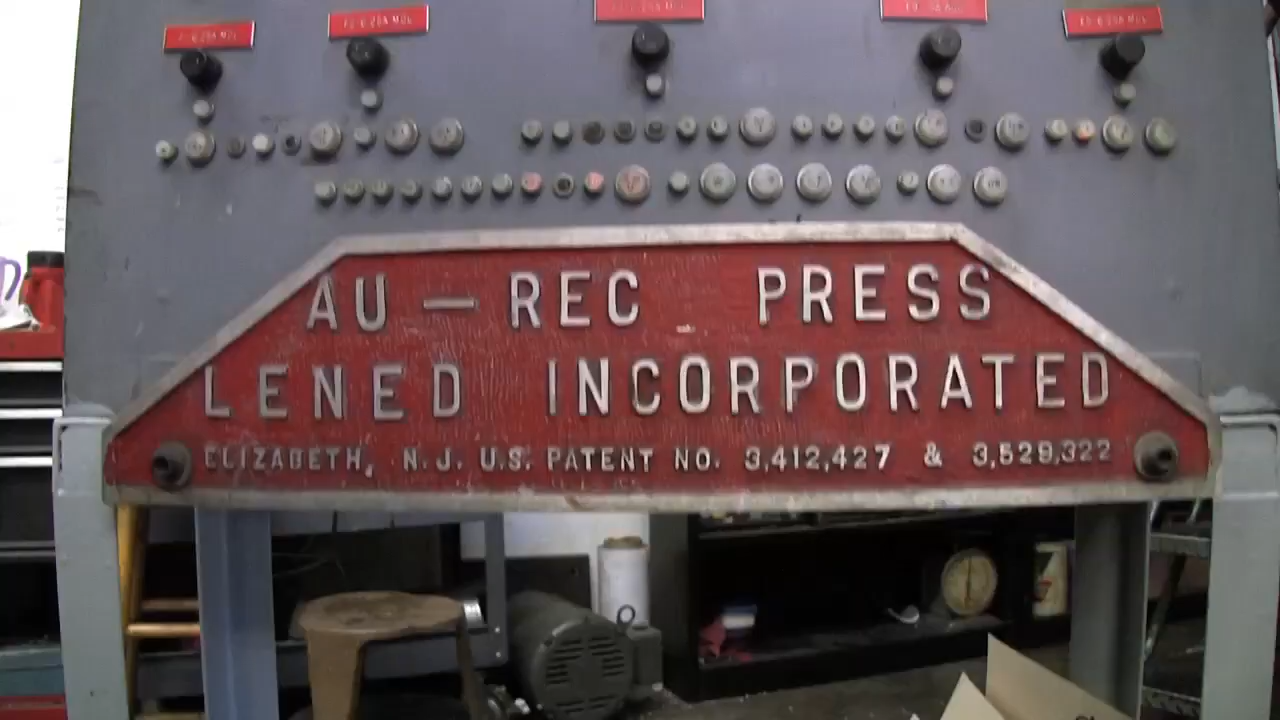 AU — REC PRESS
LENED INCORPORATED
ELIZABETH, N.J. U.S. PATENT NO. 3,412,427 & 3,529,322